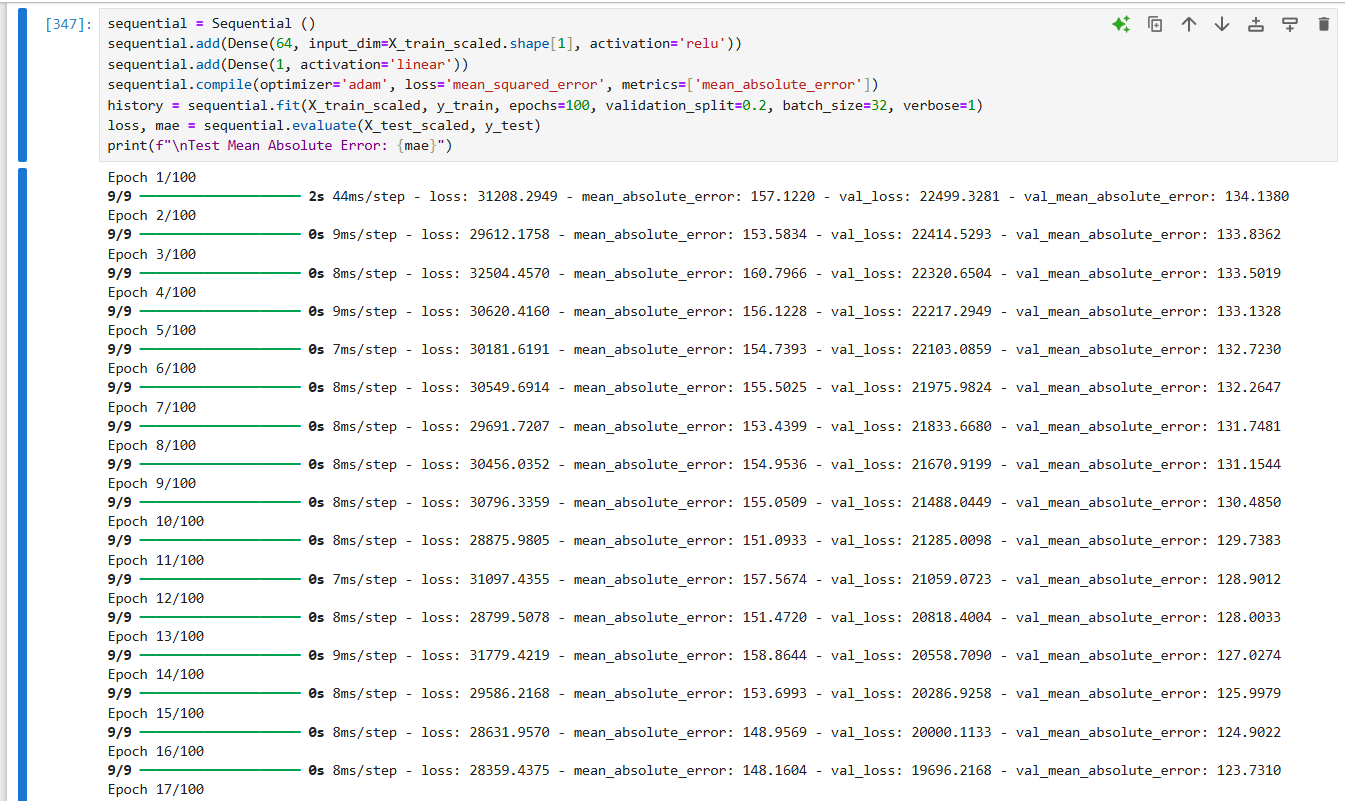 [347]: sequential = Sequential ()
sequential.add(Dense(64, input_dim=X_train_scaled.shape[1], activation='relu'))
sequential.add(Dense(1, activation='linear'))
sequential.compile(optimizer='adam', loss='mean_squared_error', metrics=['mean_absolute_error'])
history = sequential.fit(X_train_scaled, y_train, epochs=100, validation_split=0.2, batch_size=32, verbose=1)
loss, mae = sequential.evaluate(X_test_scaled, y_test)
print(f"\nTest Mean Absolute Error: {mae}")
Epoch 1/100
9/9 ━━━━━━━━━━━━━━━━━━━━ 2s 44ms/step - loss: 31208.2949 - mean_absolute_error: 157.1220 - val_loss: 22499.3281 - val_mean_absolute_error: 134.1380
Epoch 2/100
9/9 ━━━━━━━━━━━━━━━━━━━━ 0s 9ms/step - loss: 29612.1758 - mean_absolute_error: 153.5834 - val_loss: 22414.5293 - val_mean_absolute_error: 133.8362
Epoch 3/100
9/9 ━━━━━━━━━━━━━━━━━━━━ 0s 8ms/step - loss: 32504.4570 - mean_absolute_error: 160.7966 - val_loss: 22320.6504 - val_mean_absolute_error: 133.5019
Epoch 4/100
9/9 ━━━━━━━━━━━━━━━━━━━━ 0s 9ms/step - loss: 30620.4160 - mean_absolute_error: 156.1228 - val_loss: 22217.2949 - val_mean_absolute_error: 133.1328
Epoch 5/100
9/9 ━━━━━━━━━━━━━━━━━━━━ 0s 7ms/step - loss: 30181.6191 - mean_absolute_error: 154.7393 - val_loss: 22103.0859 - val_mean_absolute_error: 132.7230
Epoch 6/100
9/9 ━━━━━━━━━━━━━━━━━━━━ 0s 8ms/step - loss: 30549.6914 - mean_absolute_error: 155.5025 - val_loss: 21975.9824 - val_mean_absolute_error: 132.2647
Epoch 7/100
9/9 ━━━━━━━━━━━━━━━━━━━━ 0s 8ms/step - loss: 29691.7207 - mean_absolute_error: 153.4399 - val_loss: 21833.6680 - val_mean_absolute_error: 131.7481
Epoch 8/100
9/9 ━━━━━━━━━━━━━━━━━━━━ 0s 8ms/step - loss: 30456.0352 - mean_absolute_error: 154.9536 - val_loss: 21670.9199 - val_mean_absolute_error: 131.1544
Epoch 9/100
9/9 ━━━━━━━━━━━━━━━━━━━━ 0s 8ms/step - loss: 30796.3359 - mean_absolute_error: 155.0509 - val_loss: 21488.0449 - val_mean_absolute_error: 130.4850
Epoch 10/100
9/9 ━━━━━━━━━━━━━━━━━━━━ 0s 8ms/step - loss: 28875.9805 - mean_absolute_error: 151.0933 - val_loss: 21285.0098 - val_mean_absolute_error: 129.7383
Epoch 11/100
9/9 ━━━━━━━━━━━━━━━━━━━━ 0s 7ms/step - loss: 31097.4355 - mean_absolute_error: 157.5674 - val_loss: 21059.0723 - val_mean_absolute_error: 128.9012
Epoch 12/100
9/9 ━━━━━━━━━━━━━━━━━━━━ 0s 8ms/step - loss: 28799.5078 - mean_absolute_error: 151.4720 - val_loss: 20818.4004 - val_mean_absolute_error: 128.0033
Epoch 13/100
9/9 ━━━━━━━━━━━━━━━━━━━━ 0s 9ms/step - loss: 31779.4219 - mean_absolute_error: 158.8644 - val_loss: 20558.7090 - val_mean_absolute_error: 127.0274
Epoch 14/100
9/9 ━━━━━━━━━━━━━━━━━━━━ 0s 8ms/step - loss: 29586.2168 - mean_absolute_error: 153.6993 - val_loss: 20286.9258 - val_mean_absolute_error: 125.9979
Epoch 15/100
9/9 ━━━━━━━━━━━━━━━━━━━━ 0s 8ms/step - loss: 28631.9570 - mean_absolute_error: 148.9569 - val_loss: 20000.1133 - val_mean_absolute_error: 124.9022
Epoch 16/100
9/9 ━━━━━━━━━━━━━━━━━━━━ 0s 8ms/step - loss: 28359.4375 - mean_absolute_error: 148.1604 - val_loss: 19696.2168 - val_mean_absolute_error: 123.7310
Epoch 17/100